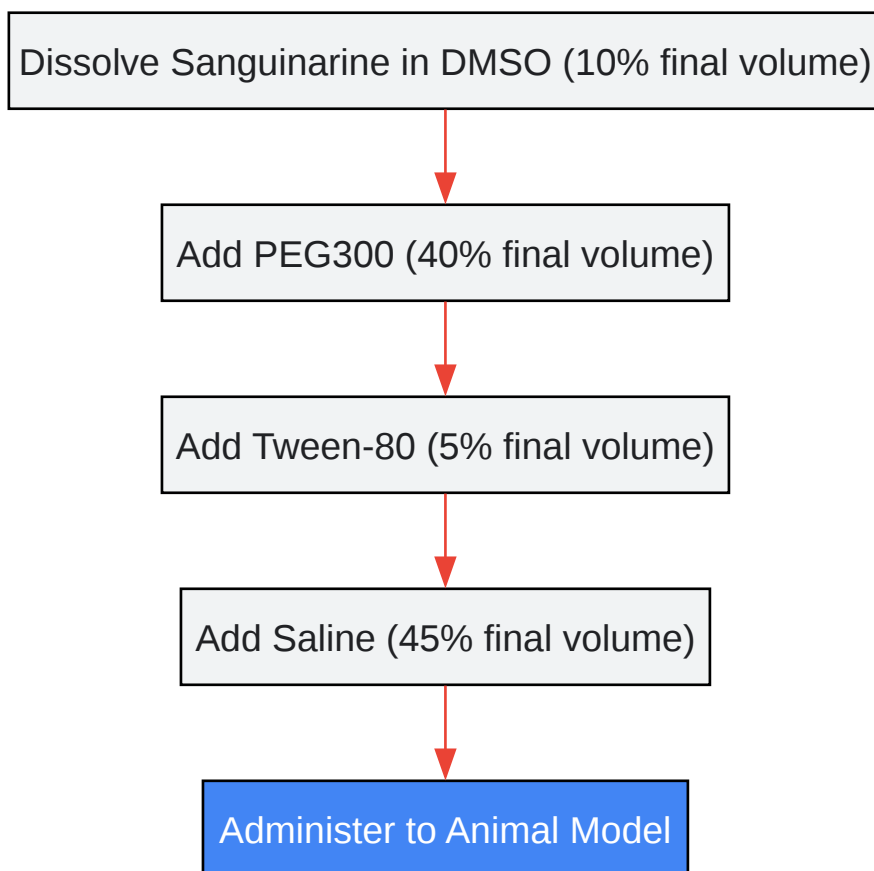 Dissolve Sanguinarine in DMSO (10% final volume)
Add PEG300 (40% final volume)
Add Tween-80 (5% final volume)
Add Saline (45% final volume)
Administer to Animal Model